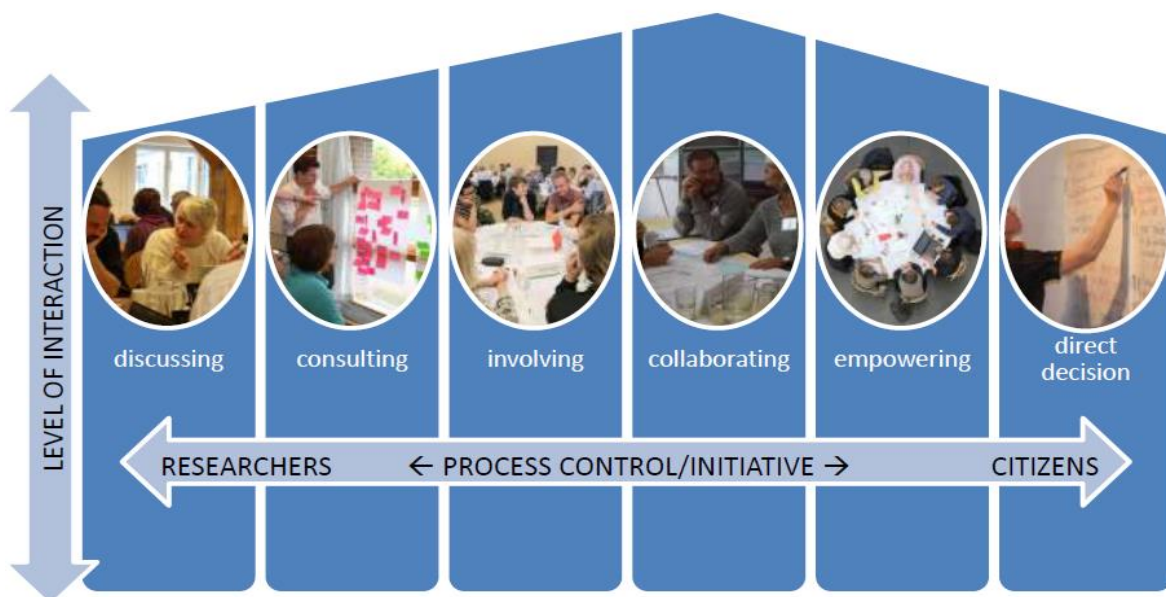 LEVEL OF INTERACTION
discussing
consulting
involving
collaborating
empowering
direct
decision
RESEARCHERS
← PROCESS CONTROL/INITIATIVE →
CITIZENS